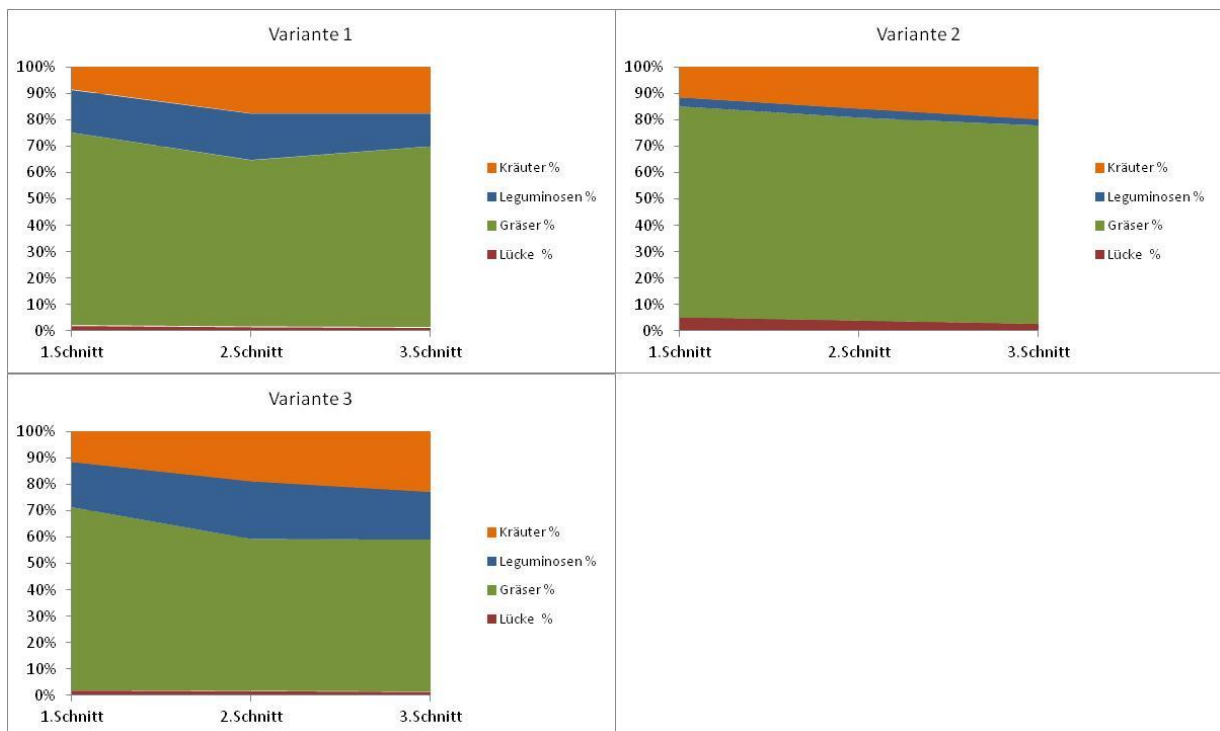 Variante 1
100%
90%
80%
70%
60%
50%
40%
30%
20%
10%
0%
1.Schnitt 2.Schnitt 3.Schnitt
Kräuter %
Leguminosen %
Gräser %
Lücke %
Variante 2
100%
90%
80%
70%
60%
50%
40%
30%
20%
10%
0%
1.Schnitt 2.Schnitt 3.Schnitt
Kräuter %
Leguminosen %
Gräser %
Lücke %
Variante 3
100%
90%
80%
70%
60%
50%
40%
30%
20%
10%
0%
1.Schnitt 2.Schnitt 3.Schnitt
Kräuter %
Leguminosen %
Gräser %
Lücke %